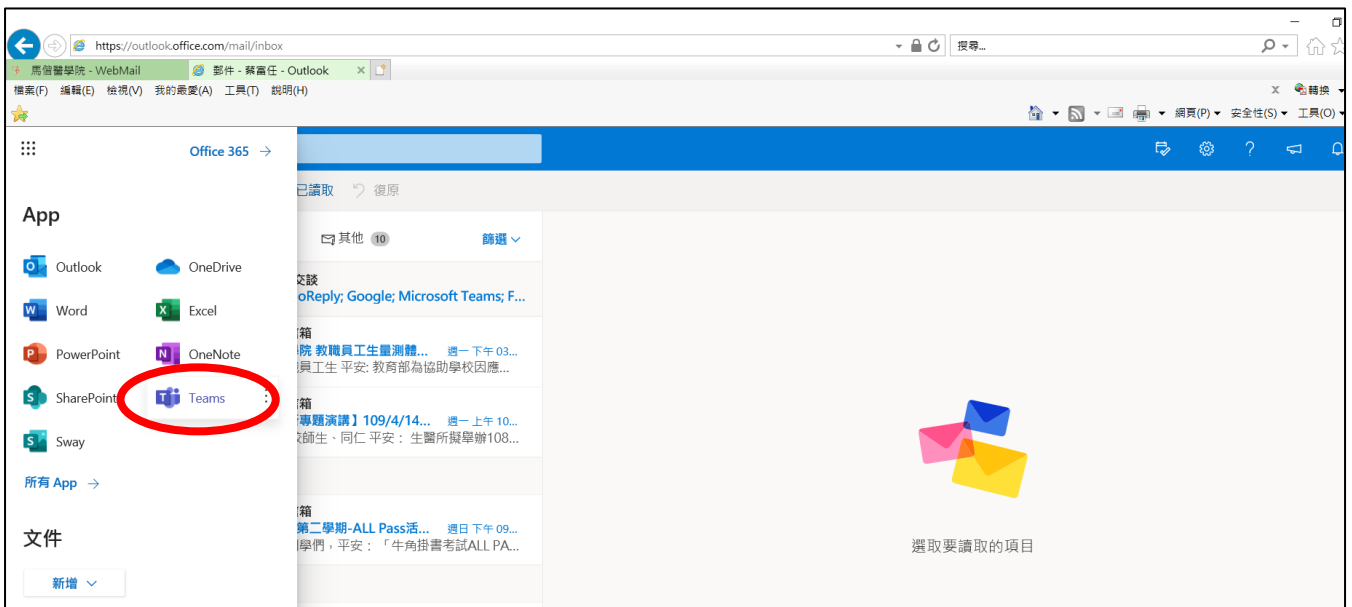 https://outlook.office.com/mail/inbox
搜尋...
馬偕醫學院 - WebMail
郵件 - 蔡富任 - Outlook
檔案(F) 編輯(E) 檢視(V) 我的最愛(A) 工具(T) 說明(H)
X 轉換
網頁(P) 安全性(S) 工具(O)
Office 365 →
已讀取 復原
App
其他 10 篩選
Outlook OneDrive
交談
oReply; Google; Microsoft Teams; F...
Word Excel
箱
學院 教職員工生量測體... 週一 下午 03...
PowerPoint OneNote
職員工生 平安: 教育部為協助學校因應...
SharePoint Teams
箱
專題演講】109/4/14... 週一 上午 10...
校師生、同仁 平安： 生醫所擬舉辦108...
Sway
所有 App →
箱
第二學期-ALL Pass活... 週日 下午 09...
同學們，平安： 「牛角掛書考試ALL PA...
文件
選取要讀取的項目
新增